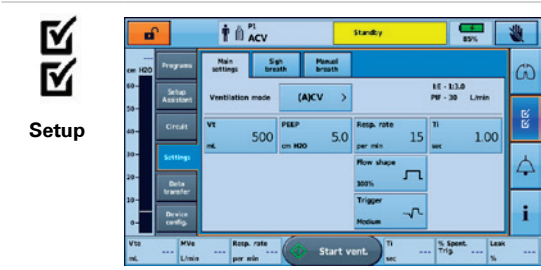 Setup
P1
ACV
Standby
85%
cm H2O
60-
50-
40-
30-
20-
10-
0-
Programs
Setup
Assistant
Circuit
Settings
Data
transfer
Device
config.
Main
settings
Sigh
breath
Manual
breath
Ventilation mode
(A)CV >
I:E - 1:3.0
PIF - 30 L/min
Vt
500
mL
PEEP
5.0
cm H2O
Resp. rate
15
per min
Ti
1.00
sec
Flow shape
100%
Trigger
Medium
i
Vte
---
mL
MVe
---
L/min
Resp. rate
---
per min
Start vent.
Ti
---
sec
% Spont.
Trig.
---
Leak
---
%